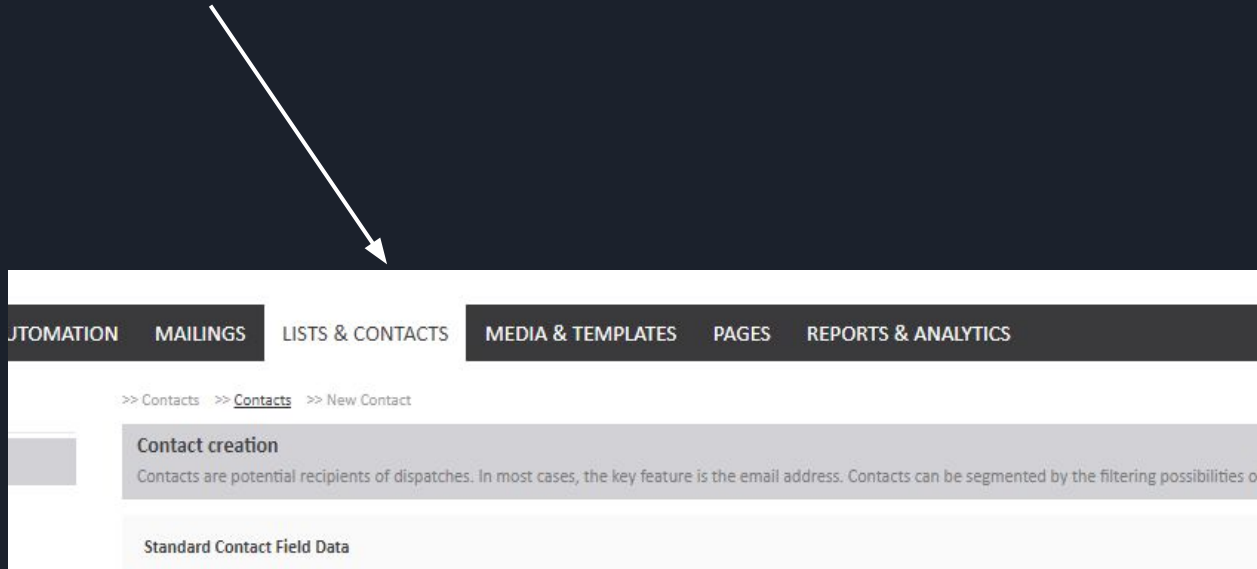 UTOMATION MAILINGS LISTS & CONTACTS MEDIA & TEMPLATES PAGES REPORTS & ANALYTICS
>> Contacts >> Contacts >> New Contact
Contact creation
Contacts are potential recipients of dispatches. In most cases, the key feature is the email address. Contacts can be segmented by the filtering possibilities o
Standard Contact Field Data